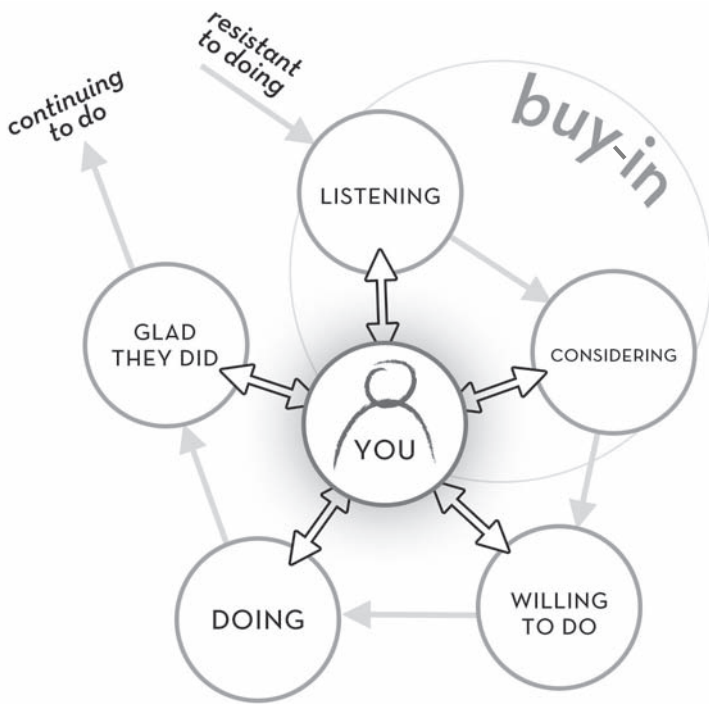 resistant
to doing
continuing
to do
buy-in
LISTENING
CONSIDERING
WILLING
TO DO
DOING
GLAD
THEY DID
YOU